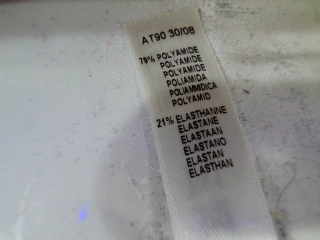 AT90 30/08
79% POLYAMIDE
POLYAMIDE
POLYAMIDE
POLIAMIDA
POLIAMMIDICA
POLYAMID
21% ELASTHANNE
ELASTANE
ELASTAAN
ELASTANO
ELASTAN
ELASTHAN